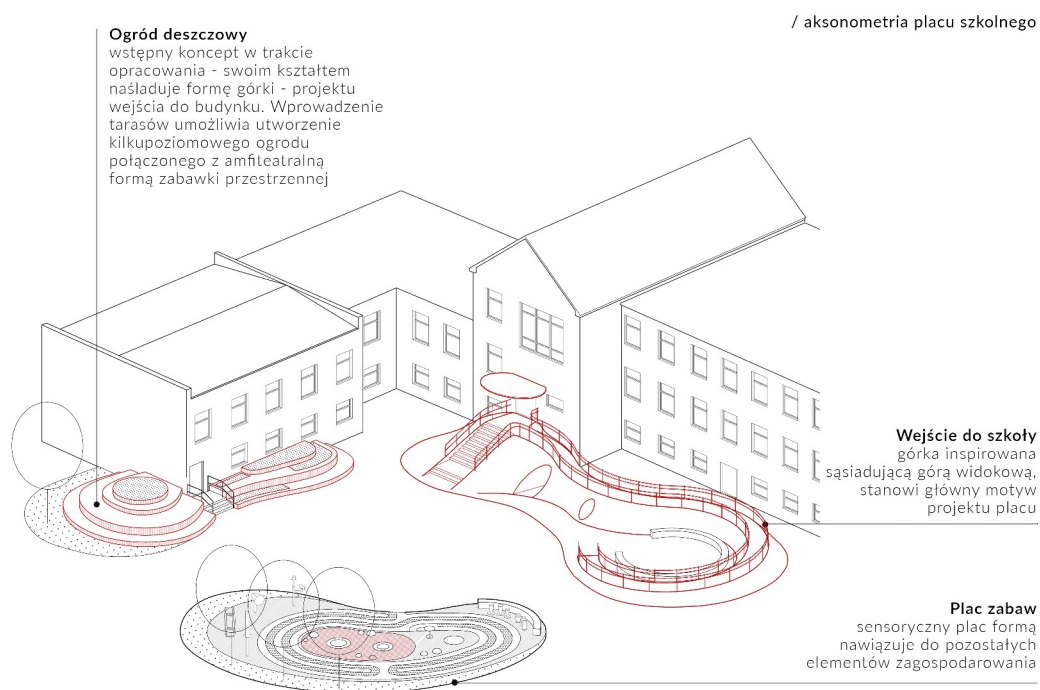 / aksonometria placu szkolnego
Ogród deszczowy
wstępny koncept w trakcie
opracowania - swoim kształtem
naśladuje formę górki - projektu
wejścia do budynku. Wprowadzenie
tarasów umożliwia utworzenie
kilkupoziomowego ogrodu
połączonego z amfiteatralną
formą zabawki przestrzennej
Wejście do szkoły
górka inspirowana
sąsiadującą górą widokową,
stanowi główny motyw
projektu placu
Plac zabaw
sensoryczny plac formą
nawiązuje do pozostałych
elementów zagospodarowania